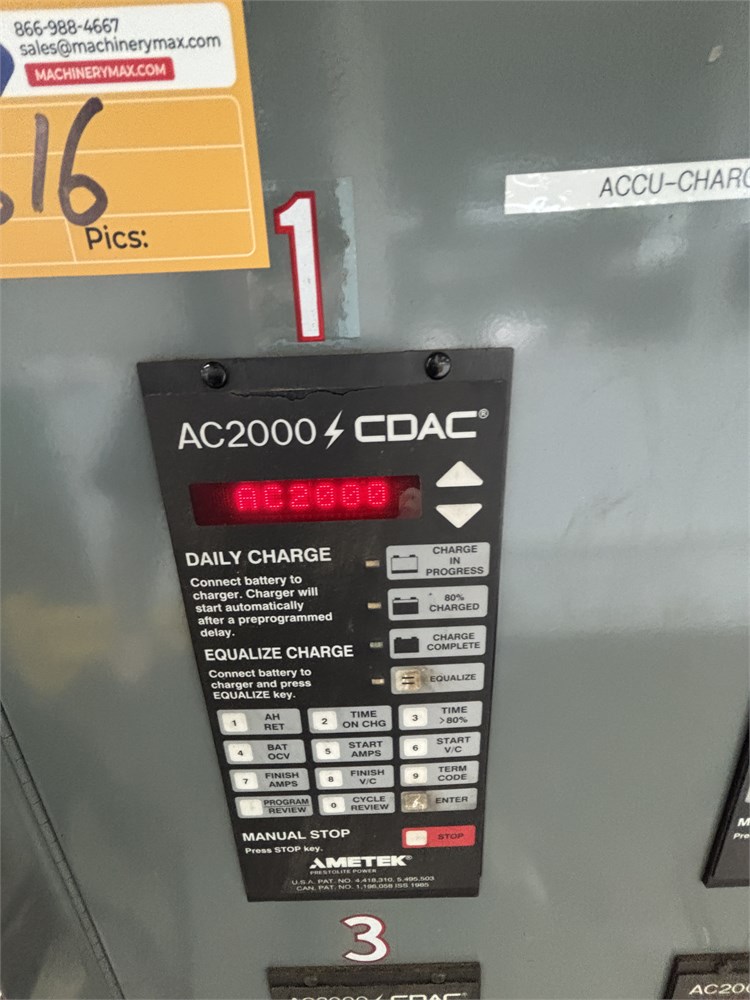 866-988-4667
sales@machinerymax.com
MACHINERYMAX.COM
16
Pics:
1
ACCU-CHARG
AC2000 CDAC®
AC2000
DAILY CHARGE
Connect battery to
charger. Charger will
start automatically
after a preprogrammed
delay.
CHARGE
IN
PROGRESS
80%
CHARGED
CHARGE
COMPLETE
EQUALIZE CHARGE
Connect battery to
charger and press
EQUALIZE key.
= EQUALIZE
1 AH RET
2 TIME ON CHG
3 TIME >80%
4 BAT OCV
5 START AMPS
6 START V/C
7 FINISH AMPS
8 FINISH V/C
9 TERM CODE
PROGRAM REVIEW
0 CYCLE REVIEW
ENTER
MANUAL STOP
Press STOP key.
STOP
AMETEK®
PRESTOLITE POWER
U.S.A. PAT. NO. 4,418,310, 5,495,503
CAN. PAT. NO. 1,196,058 ISS 1985
3
AC2000 CDAC
AC200
M
Pre